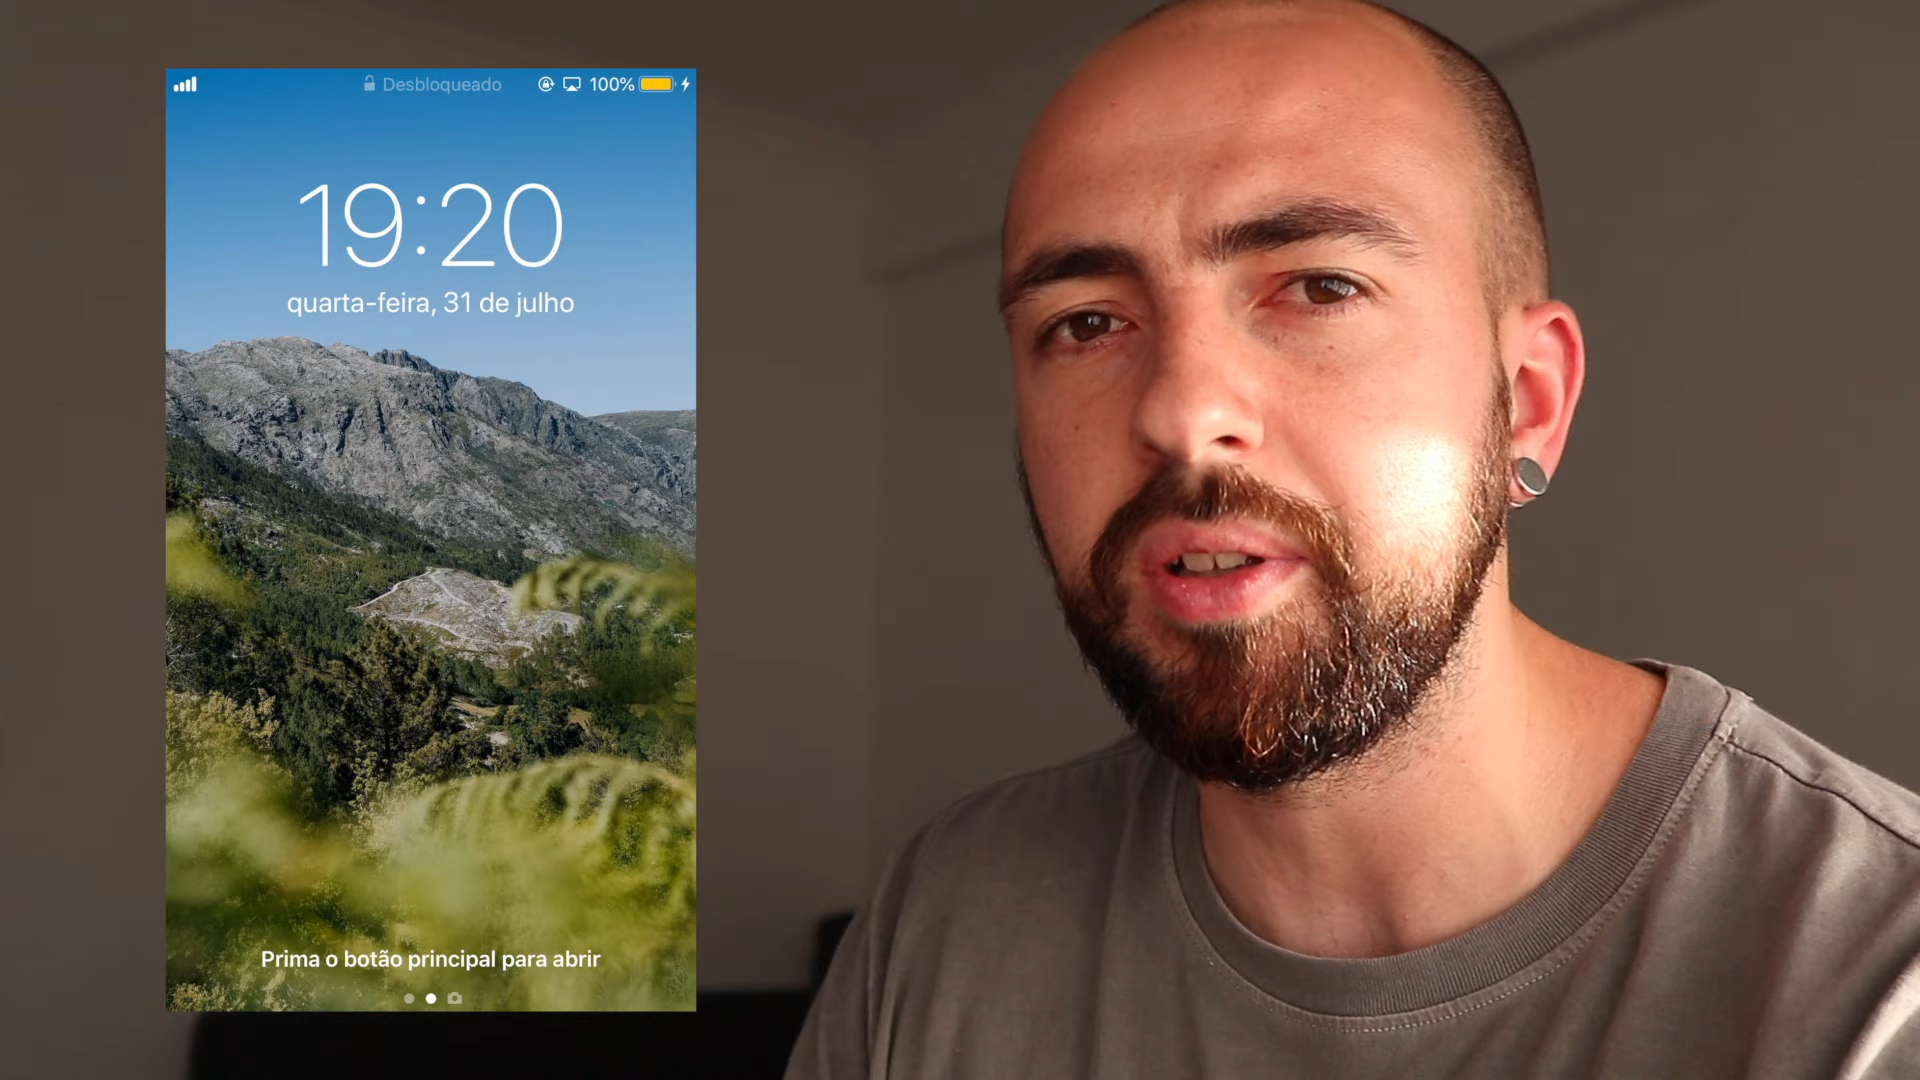 Desbloqueado 100%
19:20
quarta-feira, 31 de julho
Prima o botão principal para abrir